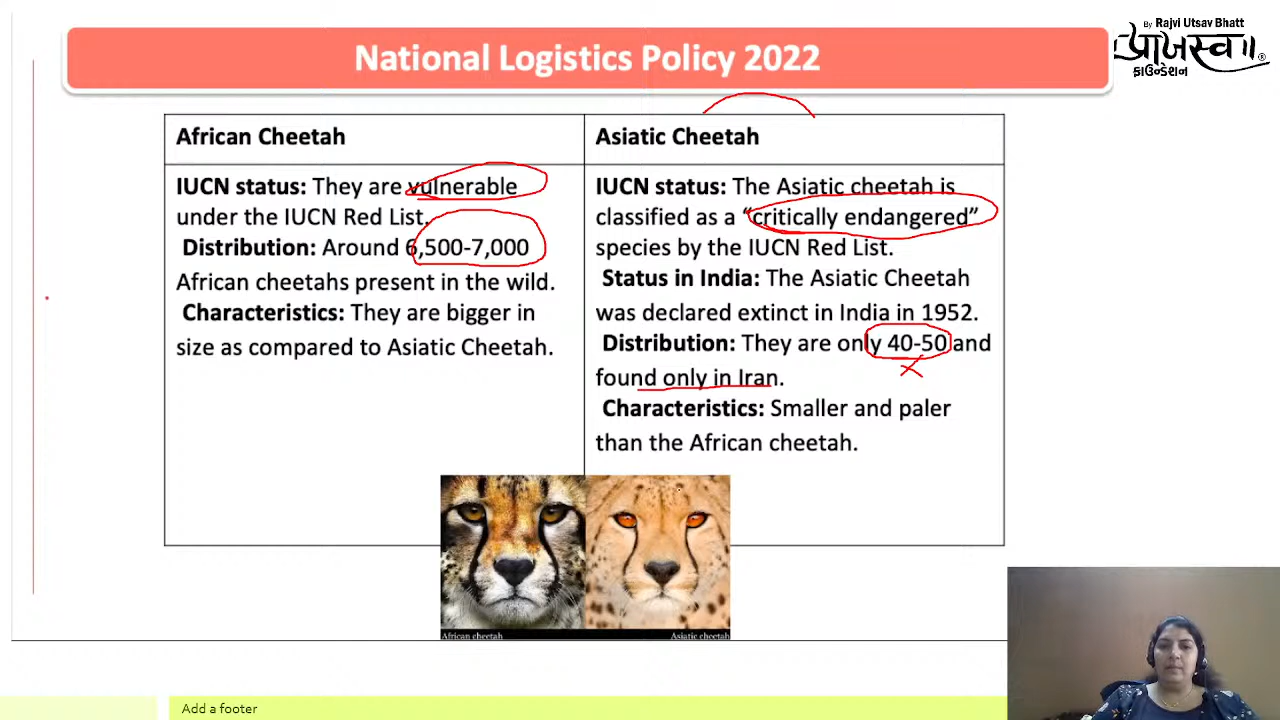 By Rajvi Utsav Bhatt
પ્રાજસ્વ
ફાઉન્ડેશન
National Logistics Policy 2022
African Cheetah
IUCN status: They are vulnerable
under the IUCN Red List.
Distribution: Around 6,500-7,000
African cheetahs present in the wild.
Characteristics: They are bigger in
size as compared to Asiatic Cheetah.
Asiatic Cheetah
IUCN status: The Asiatic cheetah is
classified as a “critically endangered”
species by the IUCN Red List.
Status in India: The Asiatic Cheetah
was declared extinct in India in 1952.
Distribution: They are only 40-50 and
found only in Iran.
Characteristics: Smaller and paler
than the African cheetah.
African cheetah
Asiatic cheetah
Add a footer